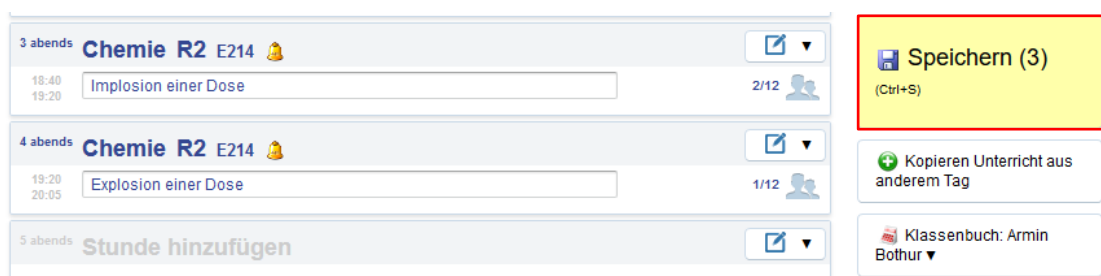 3 abends Chemie R2 E214
18:40
19:20
Implosion einer Dose
2/12
4 abends Chemie R2 E214
19:20
20:05
Explosion einer Dose
1/12
5 abends Stunde hinzufügen
Speichern (3)
(Ctrl+S)
Kopieren Unterricht aus
anderem Tag
Klassenbuch: Armin
Bothur ▼